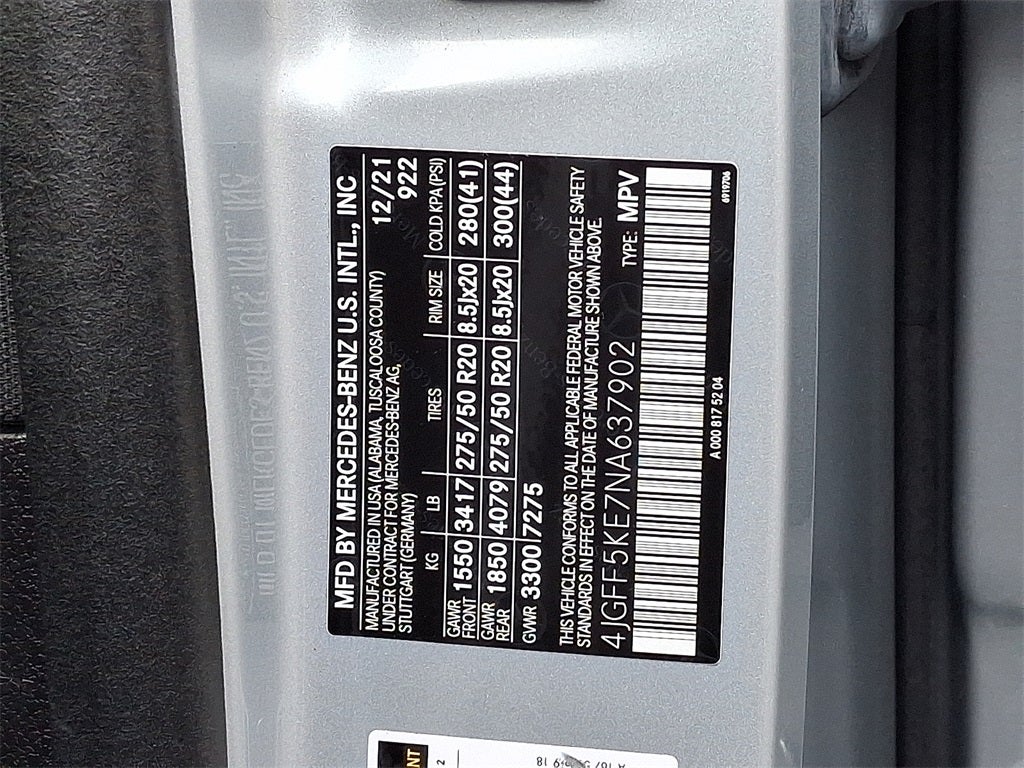 MFD BY MERCEDES-BENZ U.S. INTL., INC
MANUFACTURED IN USA (ALABAMA, TUSCALOOSA COUNTY) 12/21
UNDER CONTRACT FOR MERCEDES-BENZ AG, 922
STUTTGART (GERMANY)
KG LB TIRES RIM SIZE COLD KPA (PSI)
GAWR FRONT 1550 3417 275/50 R20 8.5Jx20 280(41)
GAWR REAR 1850 4079 275/50 R20 8.5Jx20 300(44)
GVWR 3300 7275
THIS VEHICLE CONFORMS TO ALL APPLICABLE FEDERAL MOTOR VEHICLE SAFETY
STANDARDS IN EFFECT ON THE DATE OF MANUFACTURE SHOWN ABOVE.
4JGFF5KE7NA637902 TYPE: MPV
A 000 817 52 04 6919706